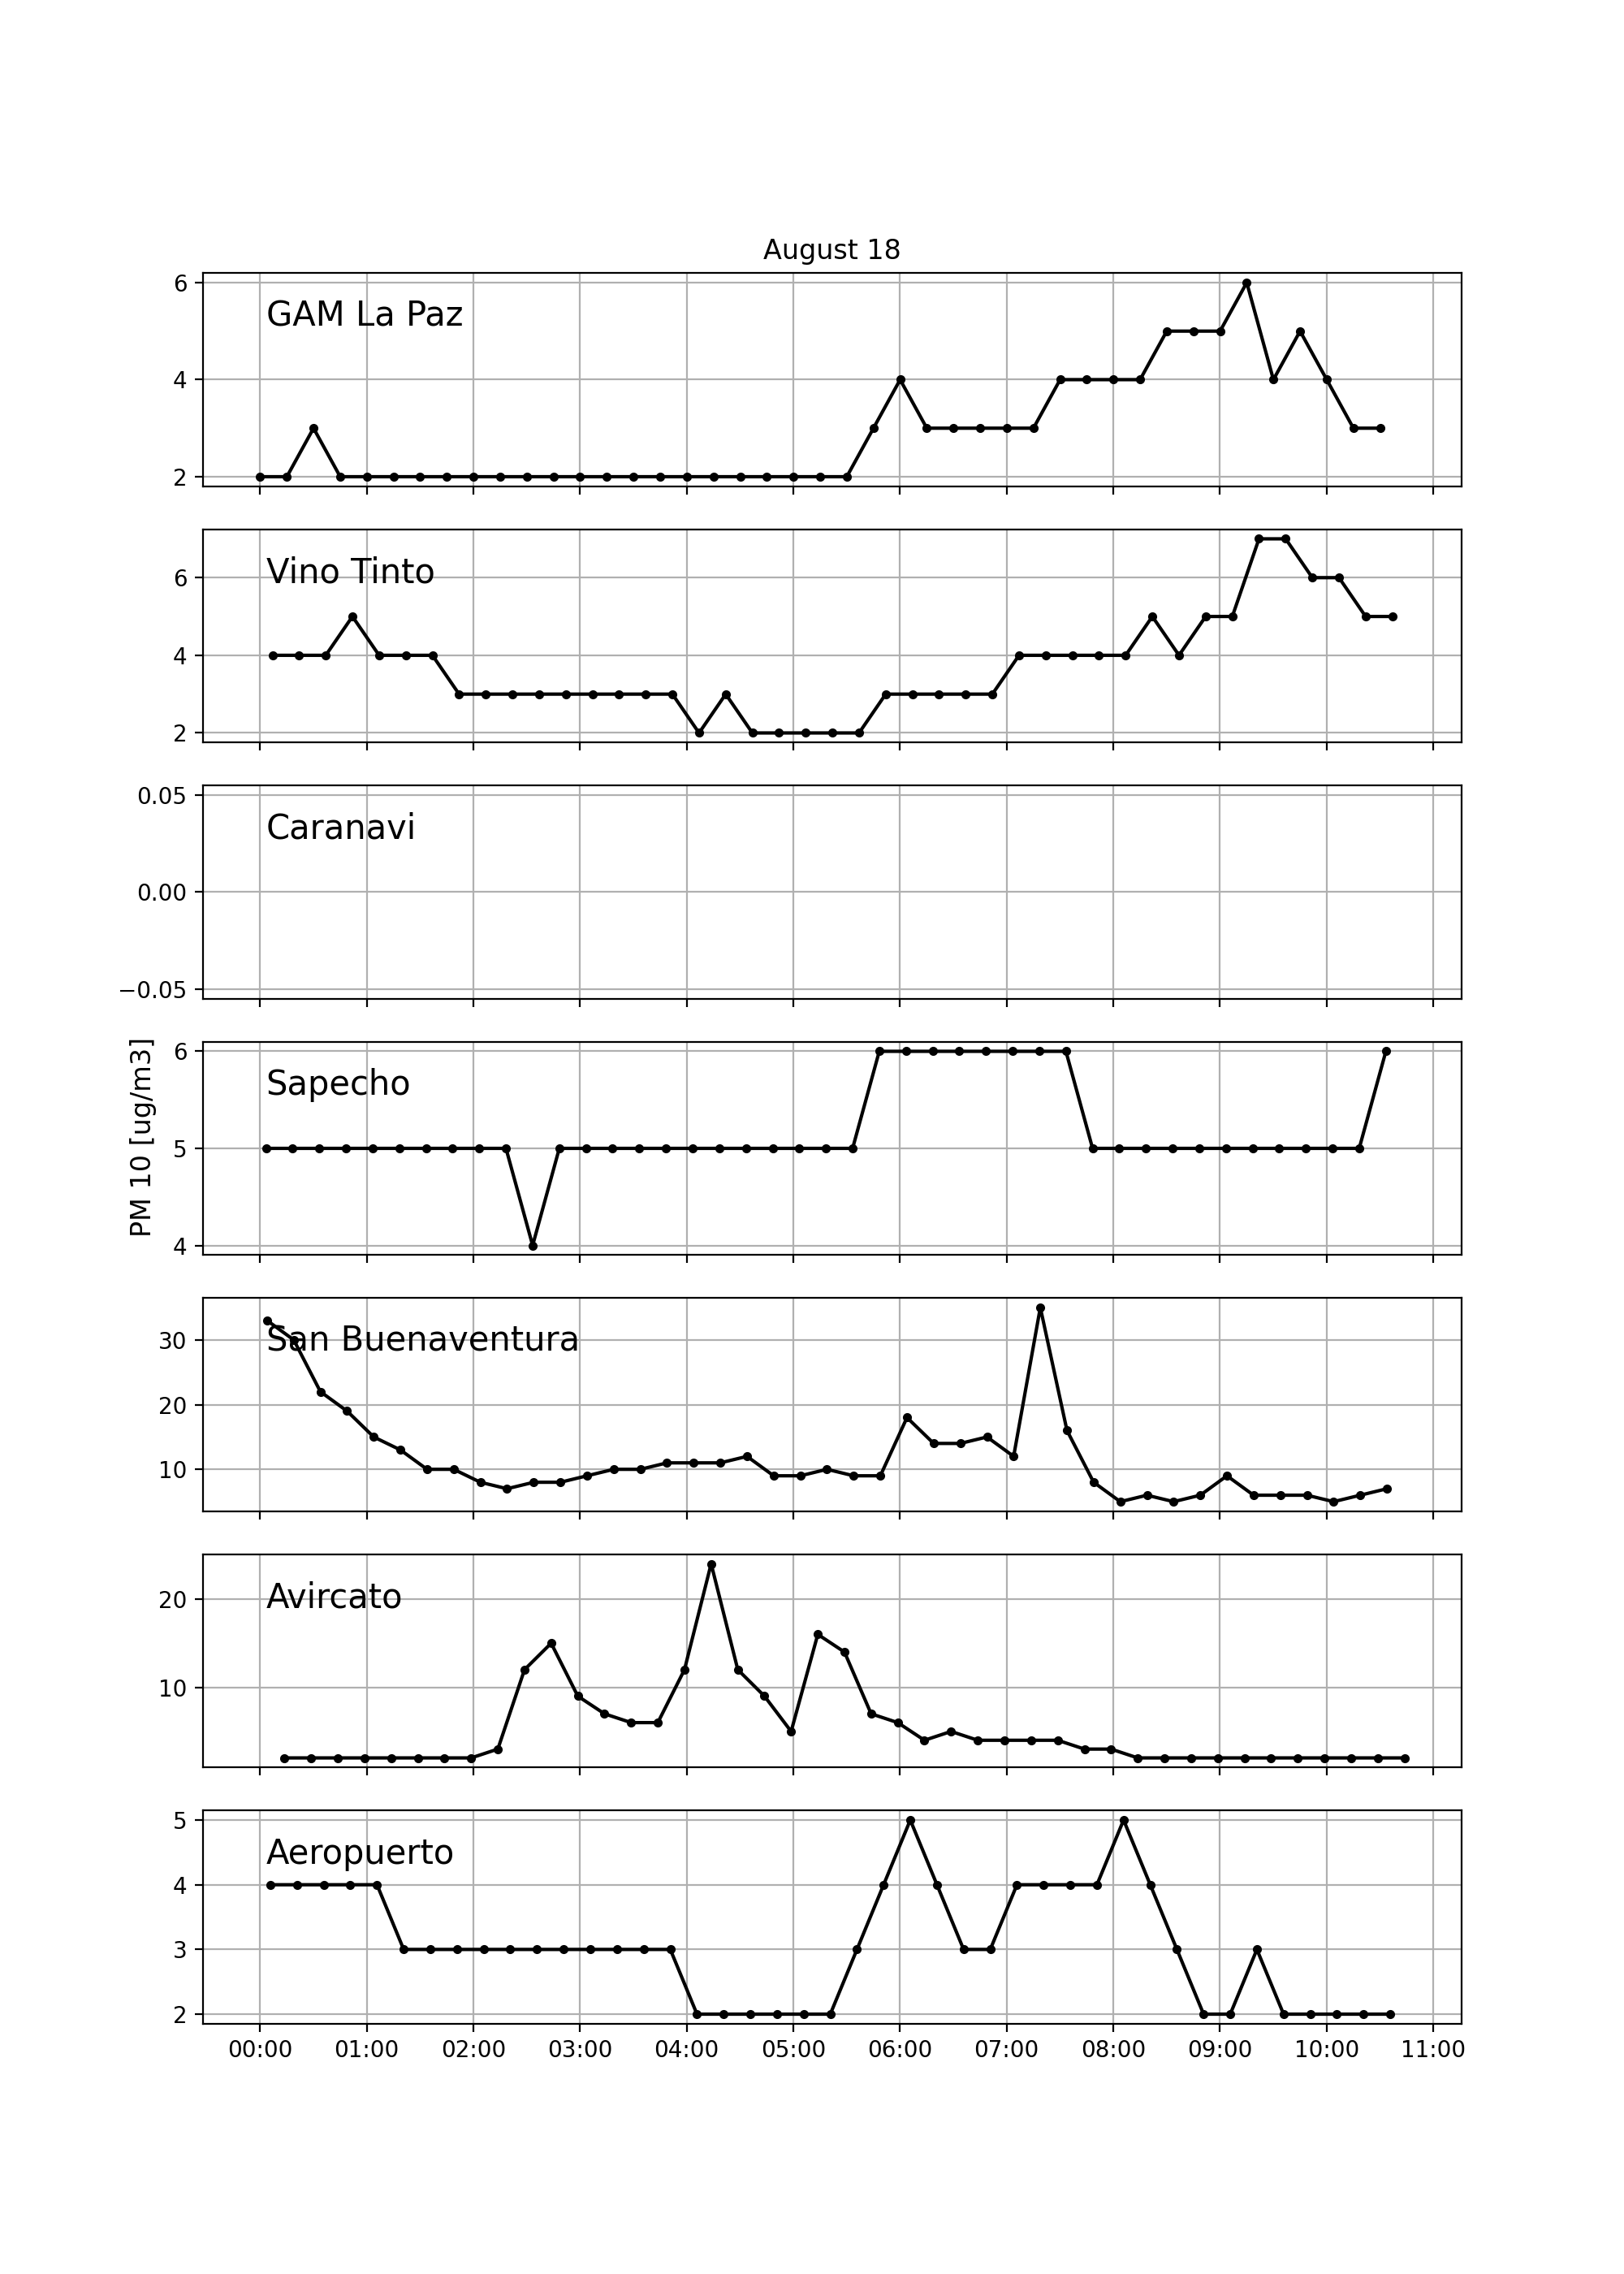 August 18
6
GAM La Paz
4
2
Vino Tinto
6
4
2
0.05
Caranavi
0.00
−0.05
PM 10 [ug/m3]
6
Sapecho
5
4
San Buenaventura
30
20
10
Avircato
20
10
5
Aeropuerto
4
3
2
00:00 01:00 02:00 03:00 04:00 05:00 06:00 07:00 08:00 09:00 10:00 11:00